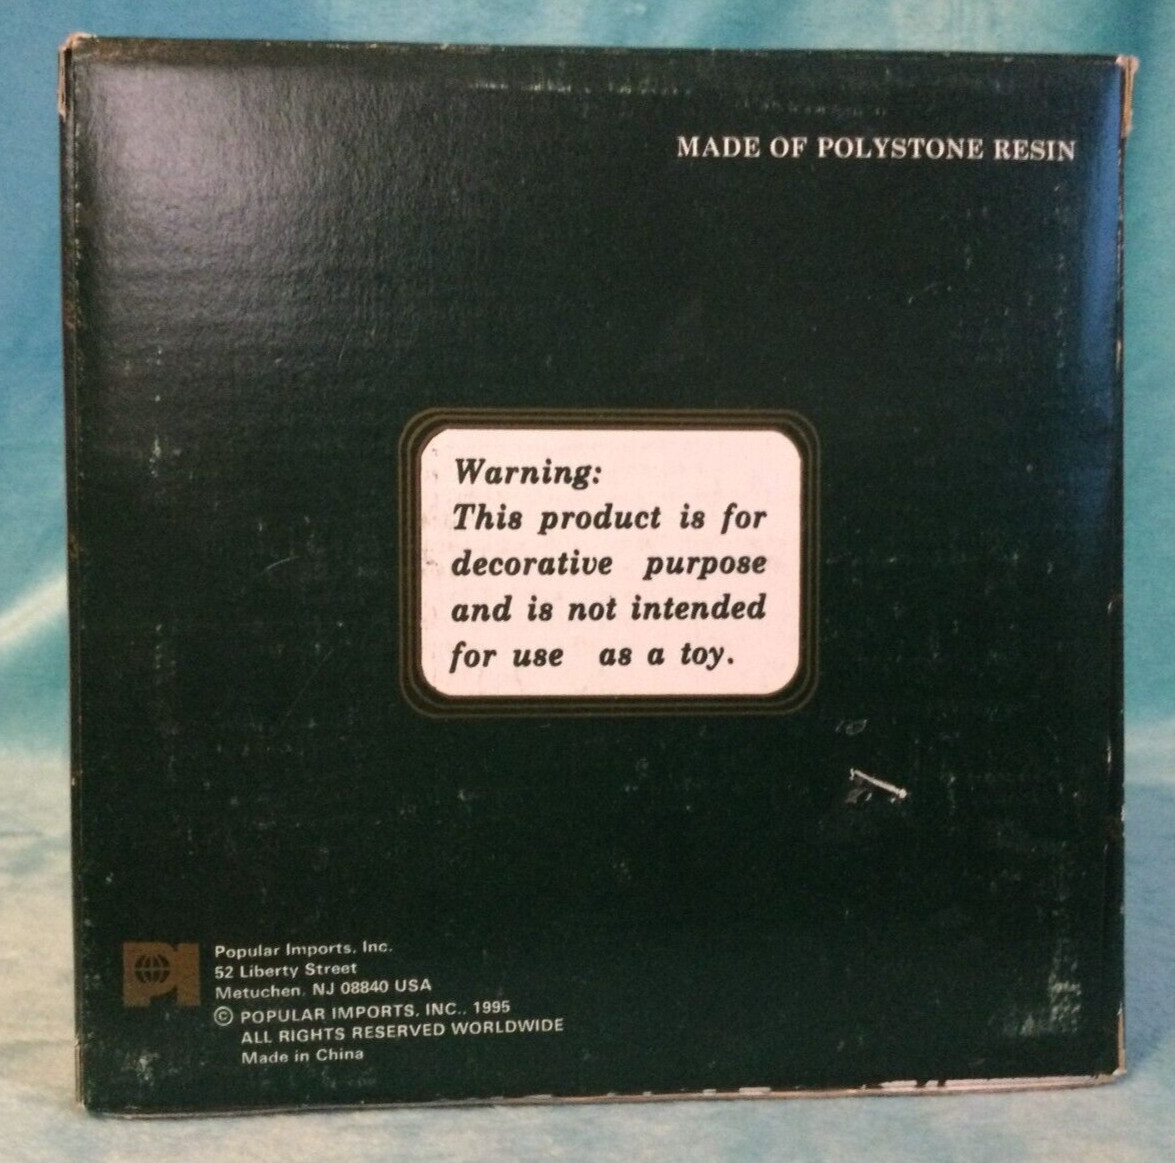 MADE OF POLYSTONE RESIN
Warning:
This product is for
decorative purpose
and is not intended
for use as a toy.
PI
Popular Imports, Inc.
52 Liberty Street
Metuchen, NJ 08840 USA
© POPULAR IMPORTS, INC., 1995
ALL RIGHTS RESERVED WORLDWIDE
Made in China